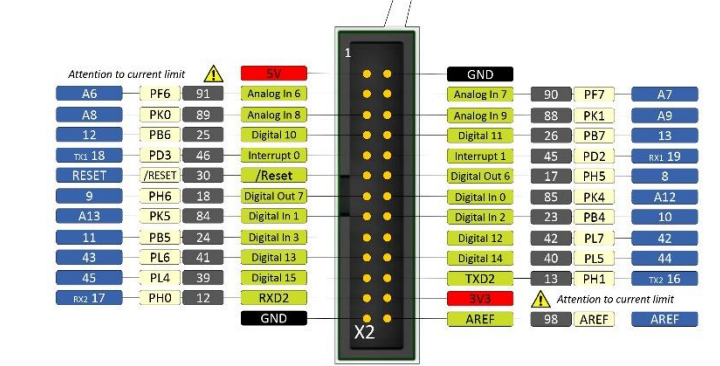 1
Attention to current limit 5V GND
A6 PF6 91 Analog In 6 Analog In 7 90 PF7 A7
A8 PK0 89 Analog In 8 Analog In 9 88 PK1 A9
12 PB6 25 Digital 10 Digital 11 26 PB7 13
TX1 18 PD3 46 Interrupt 0 Interrupt 1 45 PD2 RX1 19
RESET /RESET 30 /Reset Digital Out 6 17 PH5 8
9 PH6 18 Digital Out 7 Digital In 0 85 PK4 A12
A13 PK5 84 Digital In 1 Digital In 2 23 PB4 10
11 PB5 24 Digital In 3 Digital 12 42 PL7 42
43 PL6 41 Digital 13 Digital 14 40 PL5 44
45 PL4 39 Digital 15 TXD2 13 PH1 TX2 16
RX2 17 PH0 12 RXD2 3V3 Attention to current limit
GND X2 AREF 98 AREF AREF